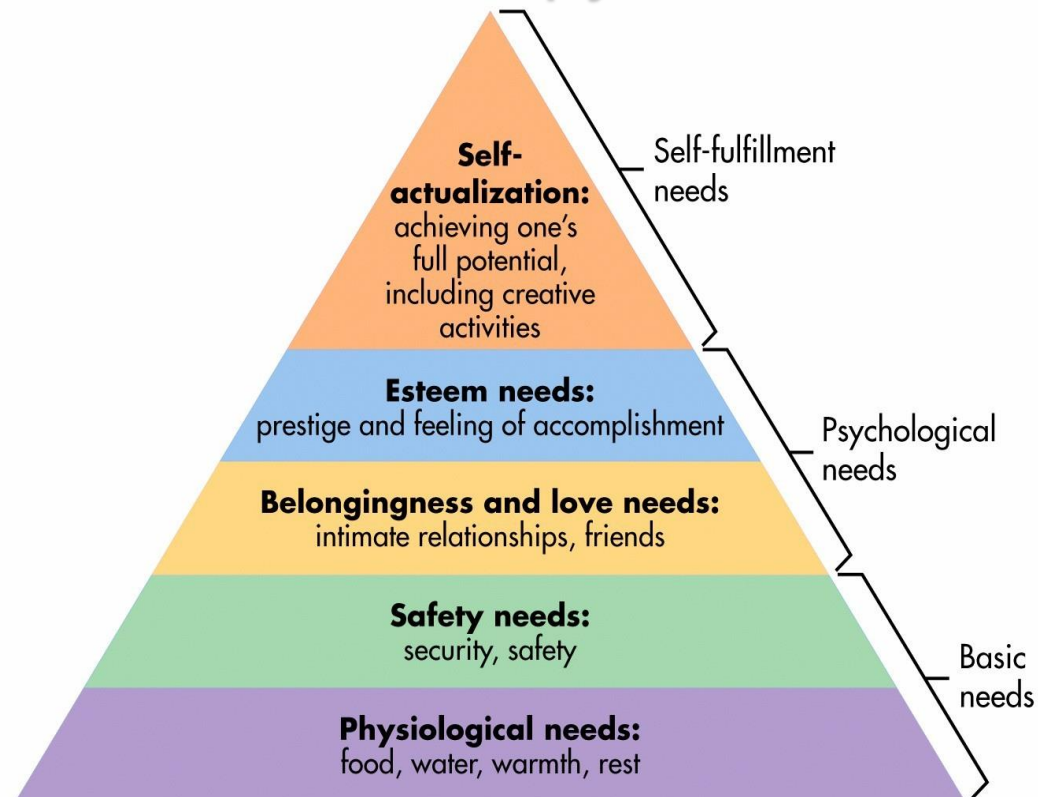 Self-
actualization:
achieving one's
full potential,
including creative
activities
Self-fulfillment
needs
Esteem needs:
prestige and feeling of accomplishment
Psychological
needs
Belongingness and love needs:
intimate relationships, friends
Safety needs:
security, safety
Basic
needs
Physiological needs:
food, water, warmth, rest